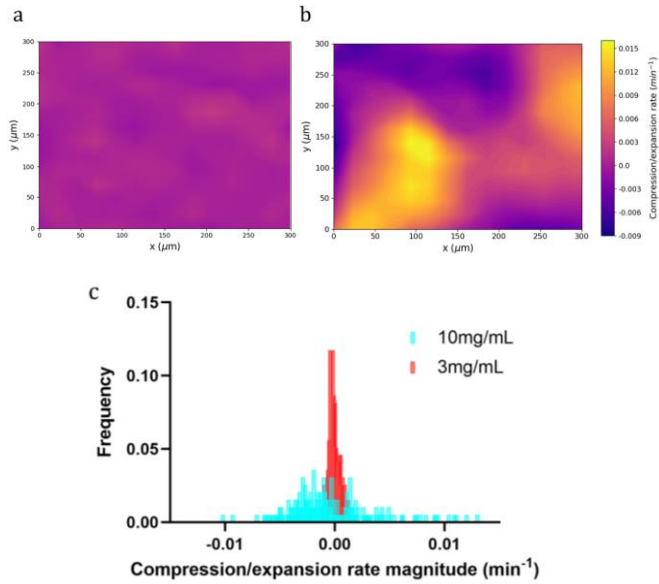 a
b
300
250
200
150
100
50
0
y (μm)
0 50 100 150 200 250 300
x (μm)
300
250
200
150
100
50
0
y (μm)
0 50 100 150 200 250 300
x (μm)
0.015
0.012
0.009
0.006
0.003
0.0
-0.003
-0.006
-0.009
Compression/expansion rate (min⁻¹)
c
0.15
0.10
0.05
0.00
Frequency
10mg/mL
3mg/mL
-0.01 0.00 0.01
Compression/expansion rate magnitude (min⁻¹)